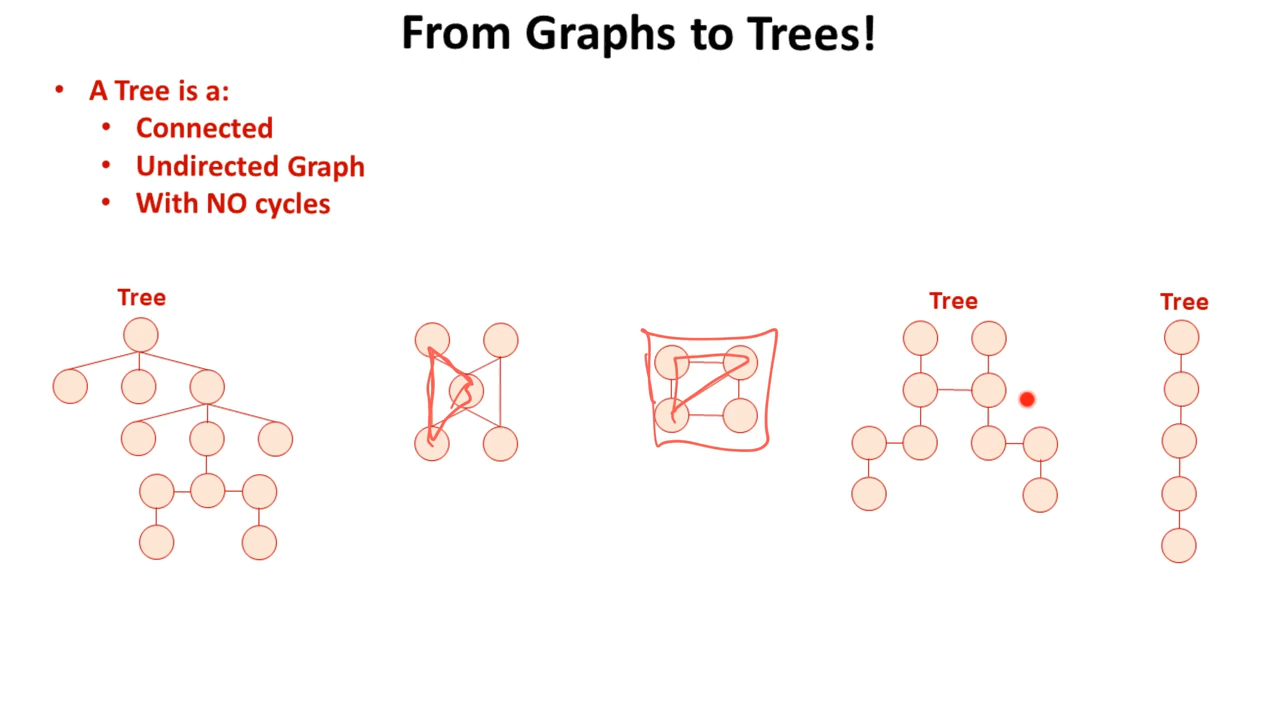 From Graphs to Trees!
• A Tree is a:
• Connected
• Undirected Graph
• With NO cycles
Tree
Tree
Tree